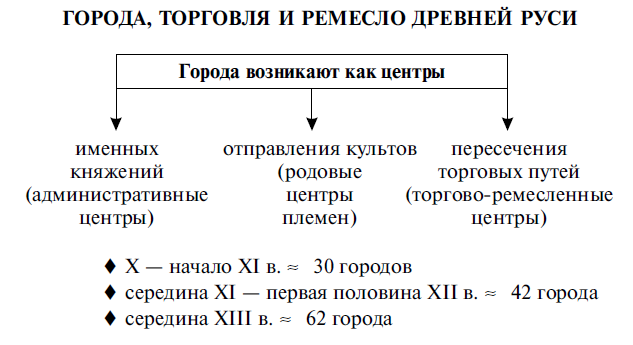 ГОРОДА, ТОРГОВЛЯ И РЕМЕСЛО ДРЕВНЕЙ РУСИ
Города возникают как центры
именных
княжений
(административные
центры)
отправления культов
(родовые
центры
племен)
пересечения
торговых путей
(торгово-ремесленные
центры)
♦ X — начало XI в. ≈ 30 городов
♦ середина XI — первая половина XII в. ≈ 42 города
♦ середина XIII в. ≈ 62 города